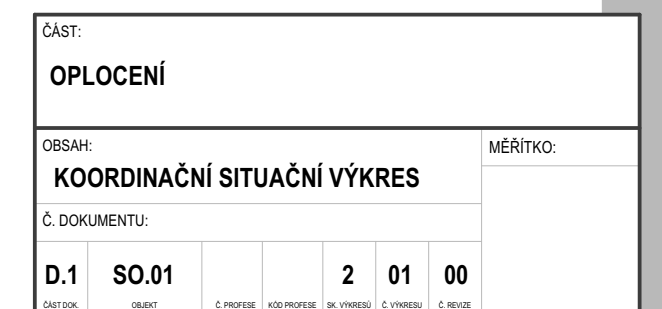 ČÁST:
OPLOCENÍ
OBSAH:
MĚŘÍTKO:
KOORDINAČNÍ SITUAČNÍ VÝKRES
Č. DOKUMENTU:
D.1 SO.01 2 01 00
ČÁST DOK. OBJEKT Č. PROFESE KÓD PROFESE SK. VÝKRESŮ Č. VÝKRESU Č. REVIZE